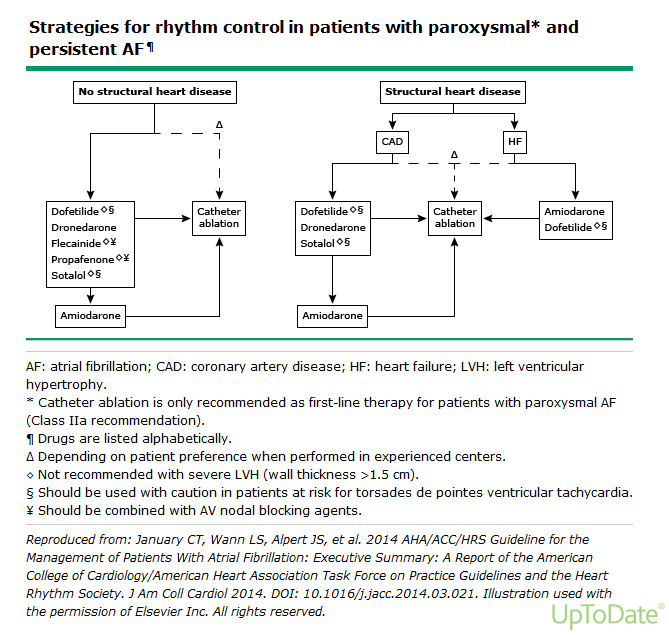 Strategies for rhythm control in patients with paroxysmal* and
persistent AF¶
No structural heart disease
Δ
Dofetilide◊§
Dronedarone
Flecainide◊¥
Propafenone◊¥
Sotalol◊§
Catheter
ablation
Amiodarone
Structural heart disease
CAD
HF
Δ
Dofetilide◊§
Dronedarone
Sotalol◊§
Catheter
ablation
Amiodarone
Dofetilide◊§
Amiodarone
AF: atrial fibrillation; CAD: coronary artery disease; HF: heart failure; LVH: left ventricular
hypertrophy.
* Catheter ablation is only recommended as first-line therapy for patients with paroxysmal AF
(Class IIa recommendation).
¶ Drugs are listed alphabetically.
Δ Depending on patient preference when performed in experienced centers.
◊ Not recommended with severe LVH (wall thickness >1.5 cm).
§ Should be used with caution in patients at risk for torsades de pointes ventricular tachycardia.
¥ Should be combined with AV nodal blocking agents.
Reproduced from: January CT, Wann LS, Alpert JS, et al. 2014 AHA/ACC/HRS Guideline for the
Management of Patients With Atrial Fibrillation: Executive Summary: A Report of the American
College of Cardiology/American Heart Association Task Force on Practice Guidelines and the Heart
Rhythm Society. J Am Coll Cardiol 2014. DOI: 10.1016/j.jacc.2014.03.021. Illustration used with
the permission of Elsevier Inc. All rights reserved.
UpToDate®